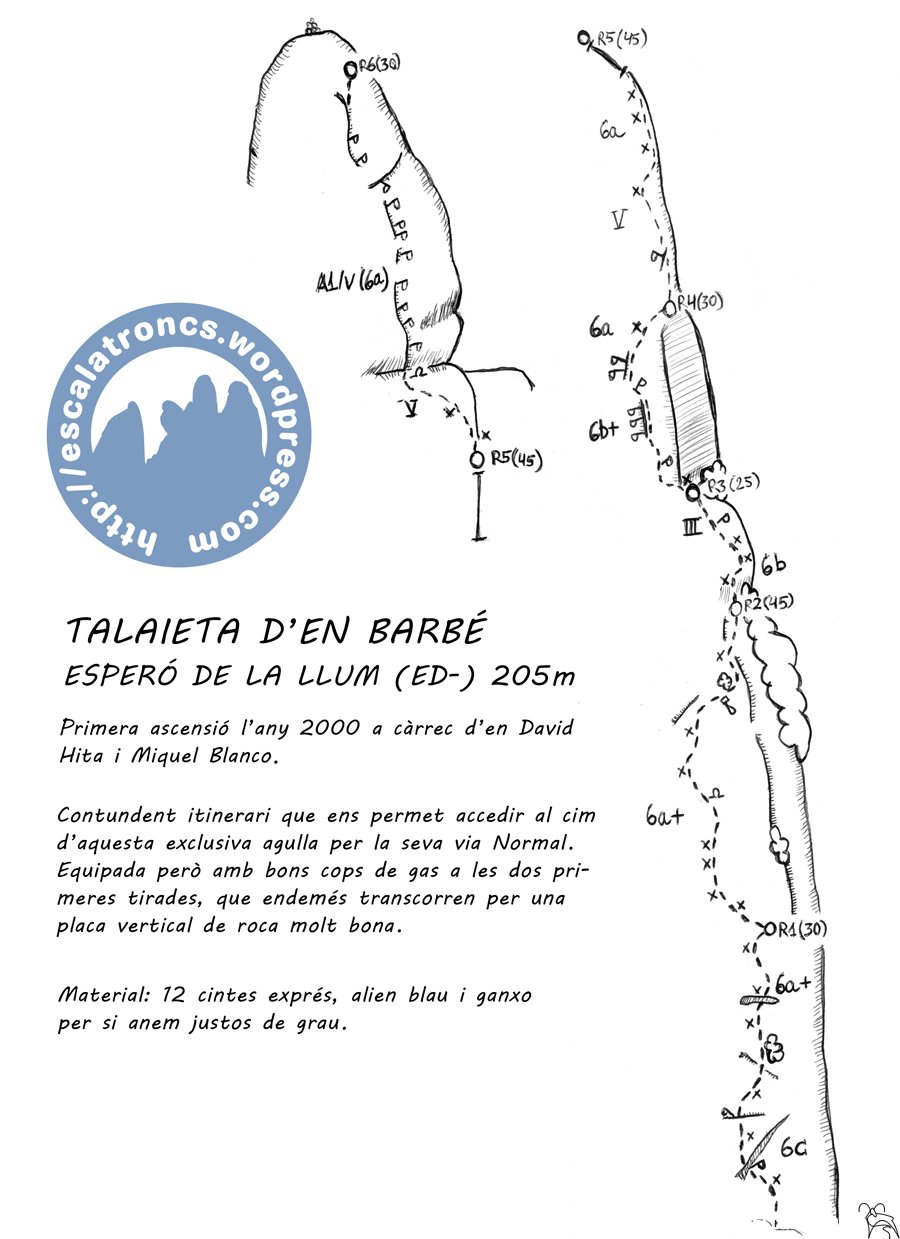 R6(30)
A1/V (6a)
V
R5(45)
R5(45)
6a
V
R4(30)
6a
6b+
R3(25)
III
6b
R2(45)
6a+
R1(30)
6a+
6c
http://escalatroncs.wordpress.com
TALAIETA D'EN BARBÉ
ESPERÓ DE LA LLUM (ED-) 205m
Primera ascensió l'any 2000 a càrrec d'en David
Hita i Miquel Blanco.
Contundent itinerari que ens permet accedir al cim
d'aquesta exclusiva agulla per la seva via Normal.
Equipada però amb bons cops de gas a les dos pri-
meres tirades, que endemés transcorren per una
placa vertical de roca molt bona.
Material: 12 cintes exprés, alien blau i ganxo
per si anem justos de grau.